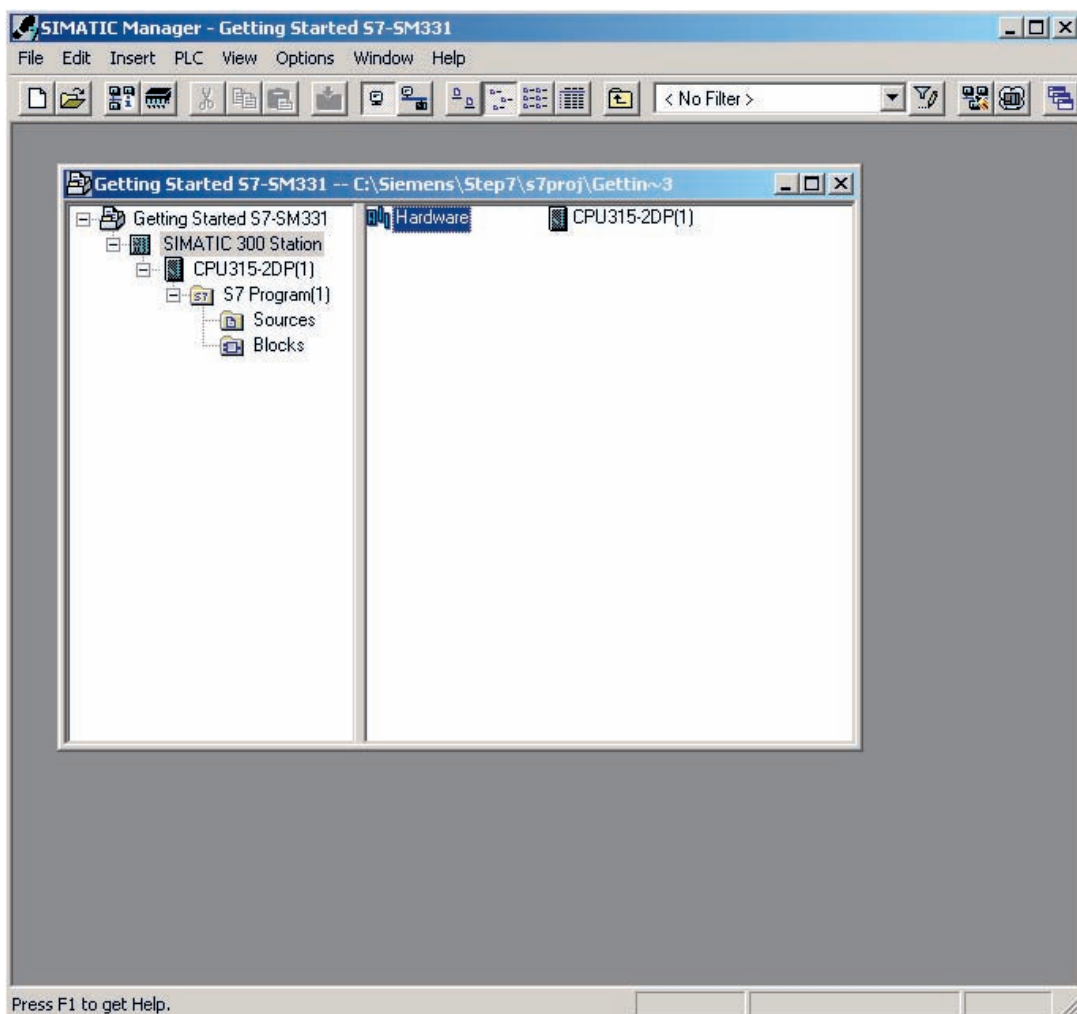 SIMATIC Manager - Getting Started S7-SM331
File Edit Insert PLC View Options Window Help
< No Filter >
Getting Started S7-SM331 -- C:\Siemens\Step7\s7proj\Gettin~3
Getting Started S7-SM331
SIMATIC 300 Station
CPU315-2DP(1)
S7 Program(1)
Sources
Blocks
Hardware CPU315-2DP(1)
Press F1 to get Help.